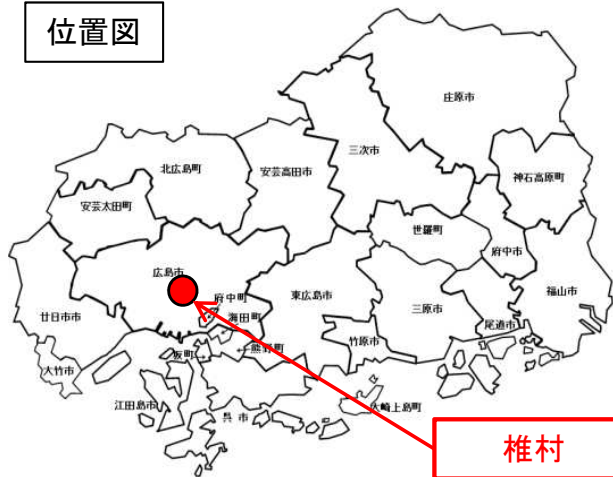 位置図
庄原市
三次市
北広島町
安芸高田市
神石高原町
安芸太田町
世羅町
府中市
広島市
府中町
東広島市
福山市
廿日市市
海田町
三原市
尾道市
竹原市
坂町
熊野町
大竹市
江田島市
呉市
大崎上島町
椎村